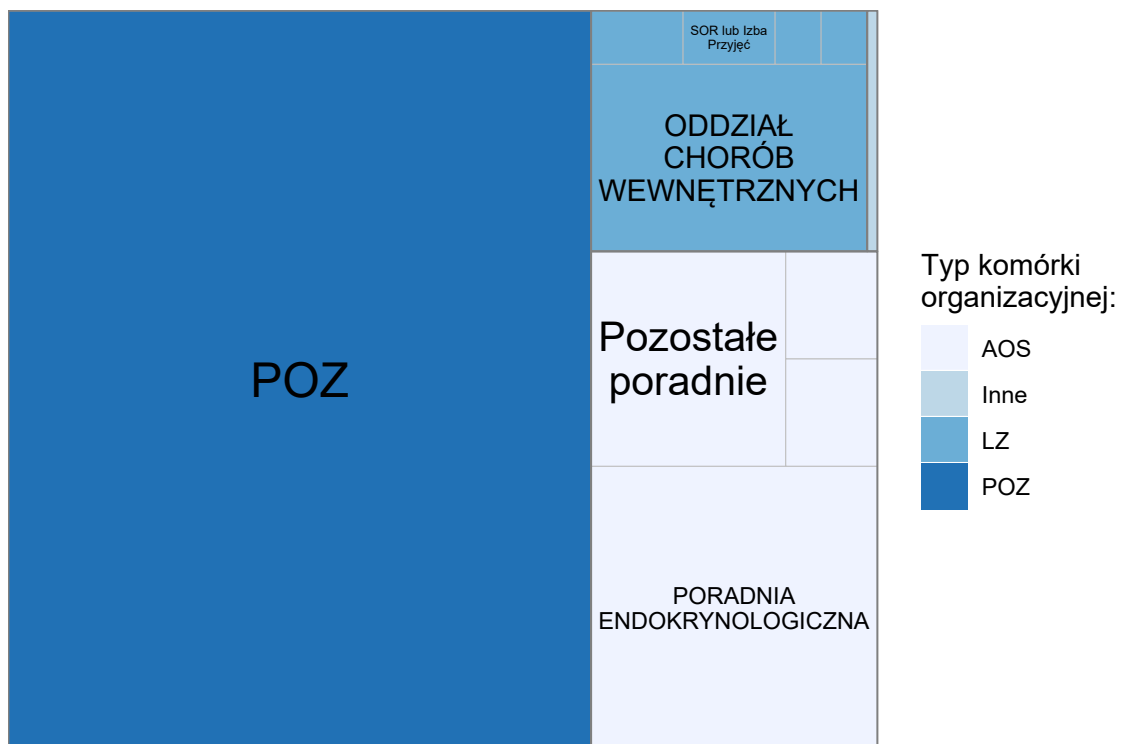 SOR lub Izba
Przyjęć
ODDZIAŁ
CHORÓB
WEWNĘTRZNYCH
POZ
Pozostałe
poradnie
PORADNIA
ENDOKRYNOLOGICZNA
Typ komórki
organizacyjnej:
AOS
Inne
LZ
POZ